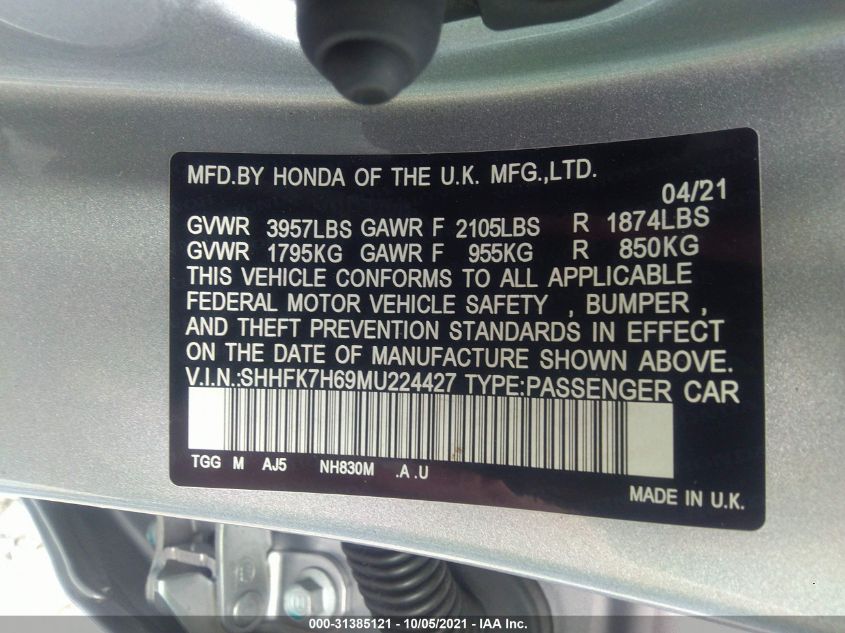 MFD.BY HONDA OF THE U.K. MFG.,LTD.
04/21
GVWR 3957LBS GAWR F 2105LBS R 1874LBS
GVWR 1795KG GAWR F 955KG R 850KG
THIS VEHICLE CONFORMS TO ALL APPLICABLE
FEDERAL MOTOR VEHICLE SAFETY , BUMPER ,
AND THEFT PREVENTION STANDARDS IN EFFECT
ON THE DATE OF MANUFACTURE SHOWN ABOVE.
V.I.N.:SHHFK7H69MU224427 TYPE:PASSENGER CAR
TGG M AJ5 NH830M .A .U
MADE IN U.K.
000-31385121 - 10/05/2021 - IAA Inc.